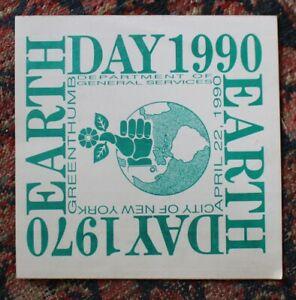 EARTH
DAY 1990
EARTH
DAY 1970
GREENTHUMB
DEPARTMENT OF
GENERAL SERVICES
APRIL 22, 1990
CITY OF NEW YORK